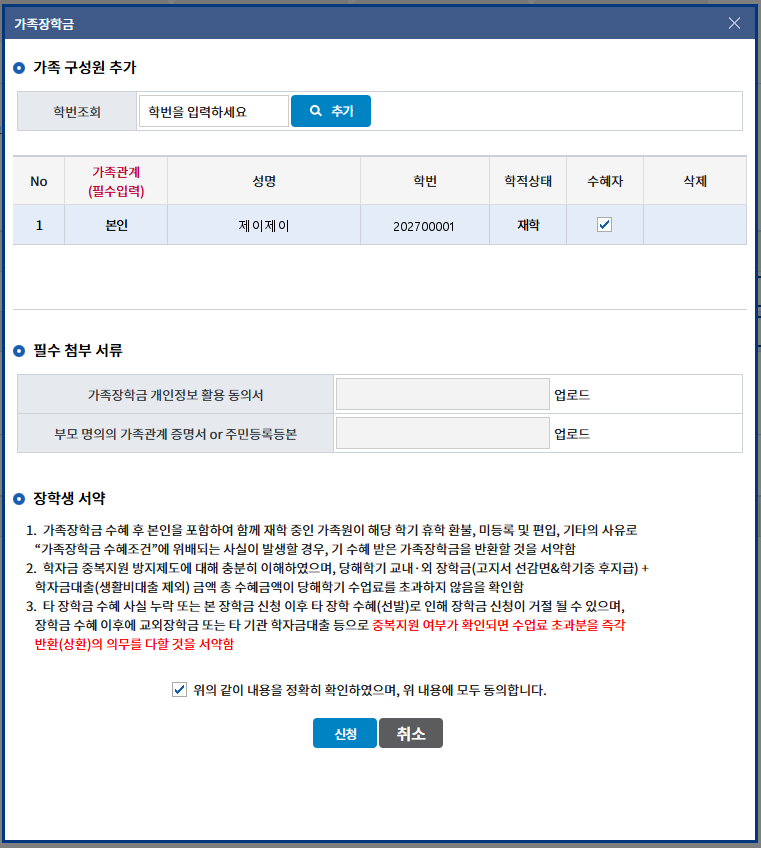 가족장학금
가족 구성원 추가
학번조회 학번을 입력하세요 추가
No 가족관계 성명 학번 학적상태 수혜자 삭제
(필수입력)
1 본인 제이제이 202700001 재학
필수 첨부 서류
가족장학금 개인정보 활용 동의서 업로드
부모 명의의 가족관계 증명서 or 주민등록등본 업로드
장학생 서약
1. 가족장학금 수혜 후 본인을 포함하여 함께 재학 중인 가족원이 해당 학기 휴학 환불, 미등록 및 편입, 기타의 사유로
“가족장학금 수혜조건”에 위배되는 사실이 발생할 경우, 기 수혜 받은 가족장학금을 반환할 것을 서약함
2. 학자금 중복지원 방지제도에 대해 충분히 이해하였으며, 당해학기 교내·외 장학금(고지서 선감면&학기중 후지급) +
학자금대출(생활비대출 제외) 금액 총 수혜금액이 당해학기 수업료를 초과하지 않음을 확인함
3. 타 장학금 수혜 사실 누락 또는 본 장학금 신청 이후 타 장학 수혜(선발)로 인해 장학금 신청이 거절 될 수 있으며,
장학금 수혜 이후에 교외장학금 또는 타 기관 학자금대출 등으로 중복지원 여부가 확인되면 수업료 초과분을 즉각
반환(상환)의 의무를 다할 것을 서약함
위의 같이 내용을 정확히 확인하였으며, 위 내용에 모두 동의합니다.
신청 취소